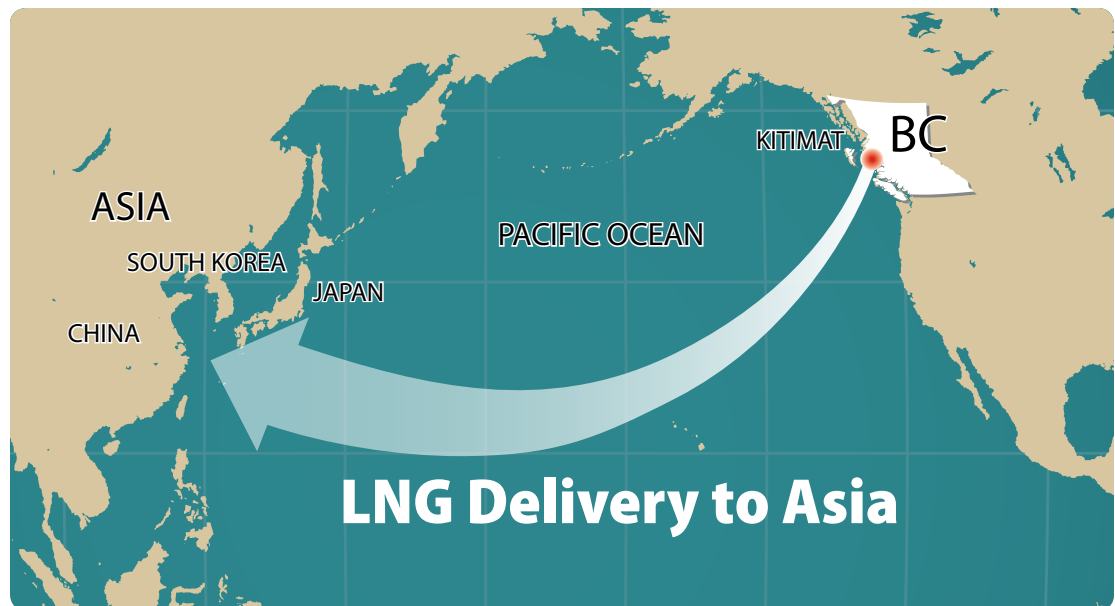 BC
KITIMAT
ASIA
PACIFIC OCEAN
SOUTH KOREA
JAPAN
CHINA
LNG Delivery to Asia